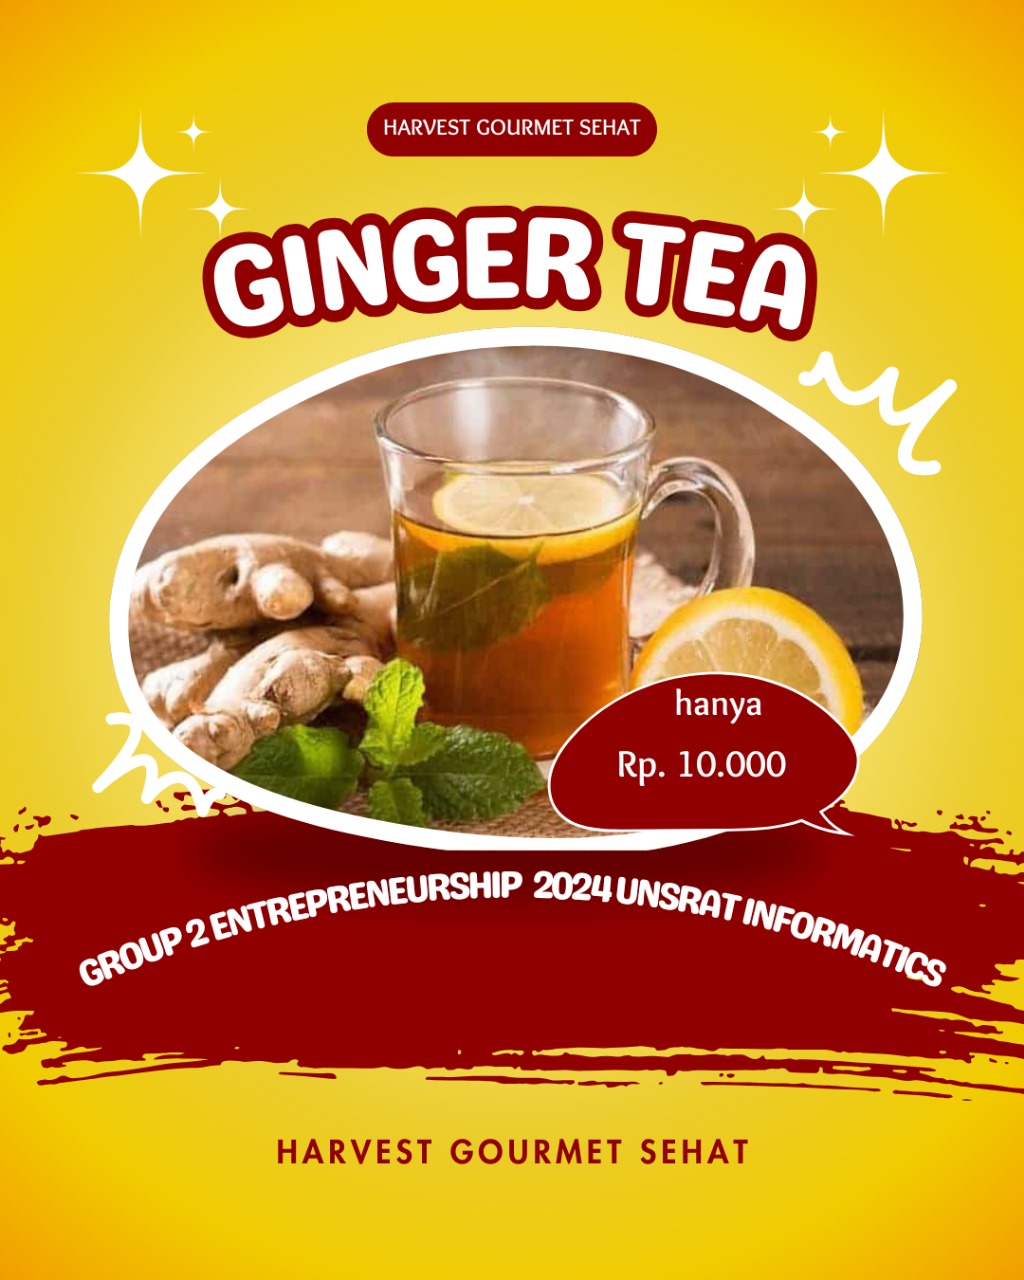 HARVEST GOURMET SEHAT
GINGER TEA
hanya
Rp. 10.000
GROUP 2 ENTREPRENEURSHIP 2024 UNSRAT INFORMATICS
HARVEST GOURMET SEHAT